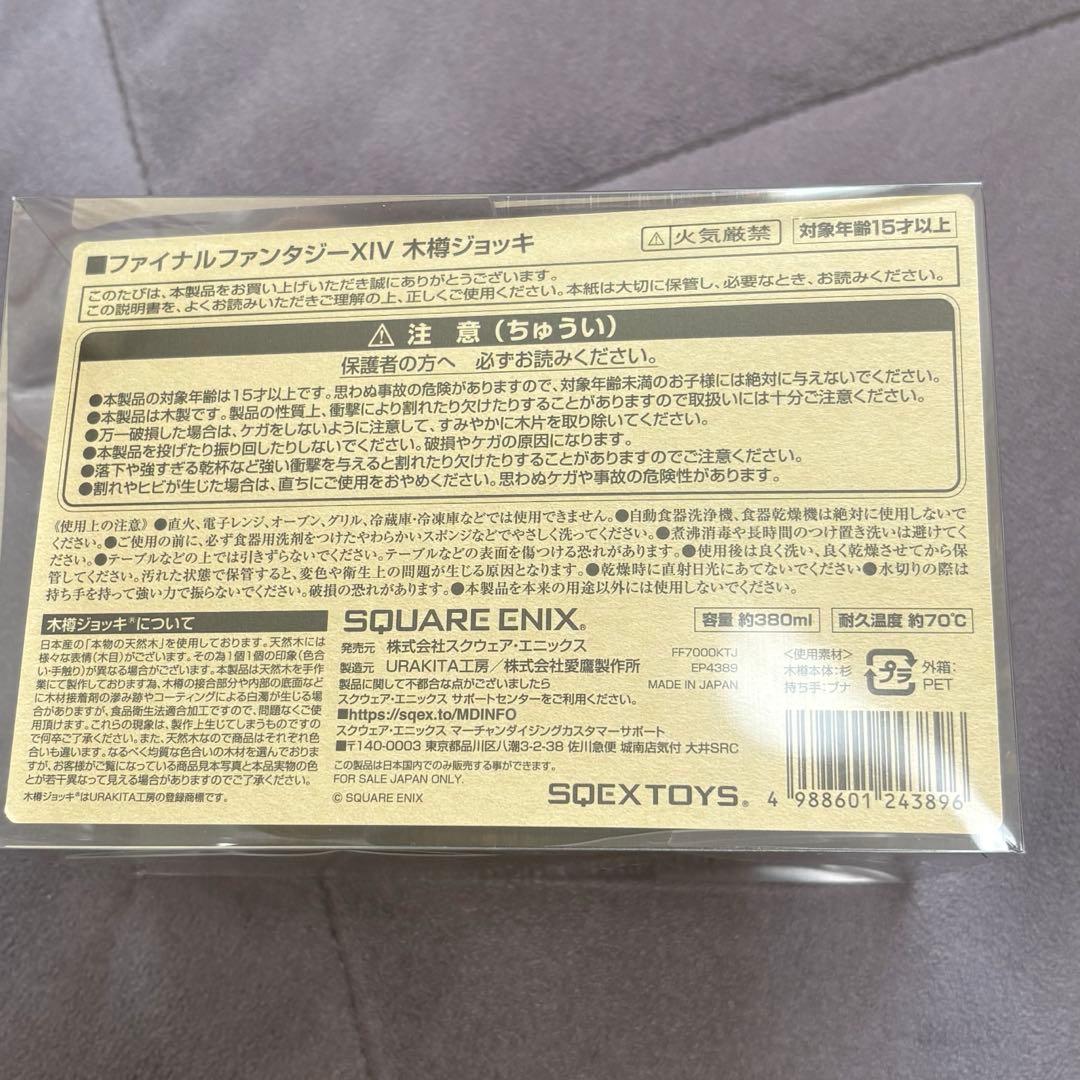 ■ファイナルファンタジーXIV 木樽ジョッキ
⚠火気厳禁
対象年齢15才以上
このたびは、本製品をお買い上げいただき誠にありがとうございます。
この説明書を、よくお読みいただきご理解の上、正しくご使用ください。本紙は大切に保管し、必要なとき、お読みください。
⚠注 意(ちゅうい)
保護者の方へ 必ずお読みください。
●本製品の対象年齢は15才以上です。思わぬ事故の危険がありますので、対象年齢未満のお子様には絶対に与えないでください。
●本製品は木製です。製品の性質上、衝撃により割れたり欠けたりすることがありますので取扱いには十分ご注意ください。
●万一破損した場合は、ケガをしないように注意して、すみやかに木片を取り除いてください。
●本製品を投げたり振り回したりしないでください。破損やケガの原因になります。
●落下や強すぎる乾杯など強い衝撃を与えると割れたり欠けたりすることがありますのでご注意ください。
●割れやヒビが生じた場合は、直ちにご使用をおやめください。思わぬケガや事故の危険性があります。
《使用上の注意》●直火、電子レンジ、オーブン、グリル、冷蔵庫・冷凍庫などでは使用できません。●自動食器洗浄機、食器乾燥機は絶対に使用しないで
ください。●ご使用の前に、必ず食器用洗剤をつけたやわらかいスポンジなどでやさしく洗ってください。●煮沸消毒や長時間のつけ置き洗いは避けてく
ださい。●テーブルなどの上では引きずらないでください。テーブルなどの表面を傷つける恐れがあります。●使用後は良く洗い、良く乾燥させてから保
管してください。汚れた状態で保管すると、変色や衛生上の問題が生じる原因となります。●乾燥時に直射日光にあてないでください●水切りの際は
持ち手を持って強い力で振らないでください。破損の恐れがあります。●本製品を本来の用途以外には使用しないでください。
木樽ジョッキ®について
日本産の「本物の天然木」を使用しております。天然木には
様々な表情(木目)がございます。その為1個1個の印象(色合
い・手触り)が異なる場合がございます。本製品は天然木を手作
業にて製作しております為、木樽の接合部分や内部の底面など
に木材接着剤の滲み跡やコーティングによる白濁が生じる場
合がありますが、食品衛生法適合加工ですので、問題なくご使
用頂けます。これらの現象は、製作上生じてしまうものですの
で何卒ご了承ください。また、天然木なので商品はそれぞれ色
合いも違います。なるべく均質な色合いの木材を選んでおりま
すが、お客様がご覧になっている商品見本写真と本品実物の色
とが若干異なって見える場合がありますのでご了承ください。
木樽ジョッキ®はURAKITA工房の登録商標です。
SQUARE ENIX®
発売元 株式会社スクウェア・エニックス
製造元 URAKITA工房/株式会社愛鷹製作所
製品に関して不都合な点がございましたら
スクウェア・エニックス サポートセンターをご利用ください。
■https://sqex.to/MDINFO
スクウェア・エニックス マーチャンダイジングカスタマーサポート
■〒140-0003 東京都品川区八潮3-2-38 佐川急便 城南店気付 大井SRC
この製品は日本国内でのみ販売する事ができます。
FOR SALE JAPAN ONLY.
© SQUARE ENIX
容量 約380ml
耐久温度 約70℃
FF7000KTJ
EP4389
MADE IN JAPAN
<使用素材>
木樽本体:杉
持ち手:ブナ
プラ
外箱:
PET
SQEX TOYS®
4 988601 243896